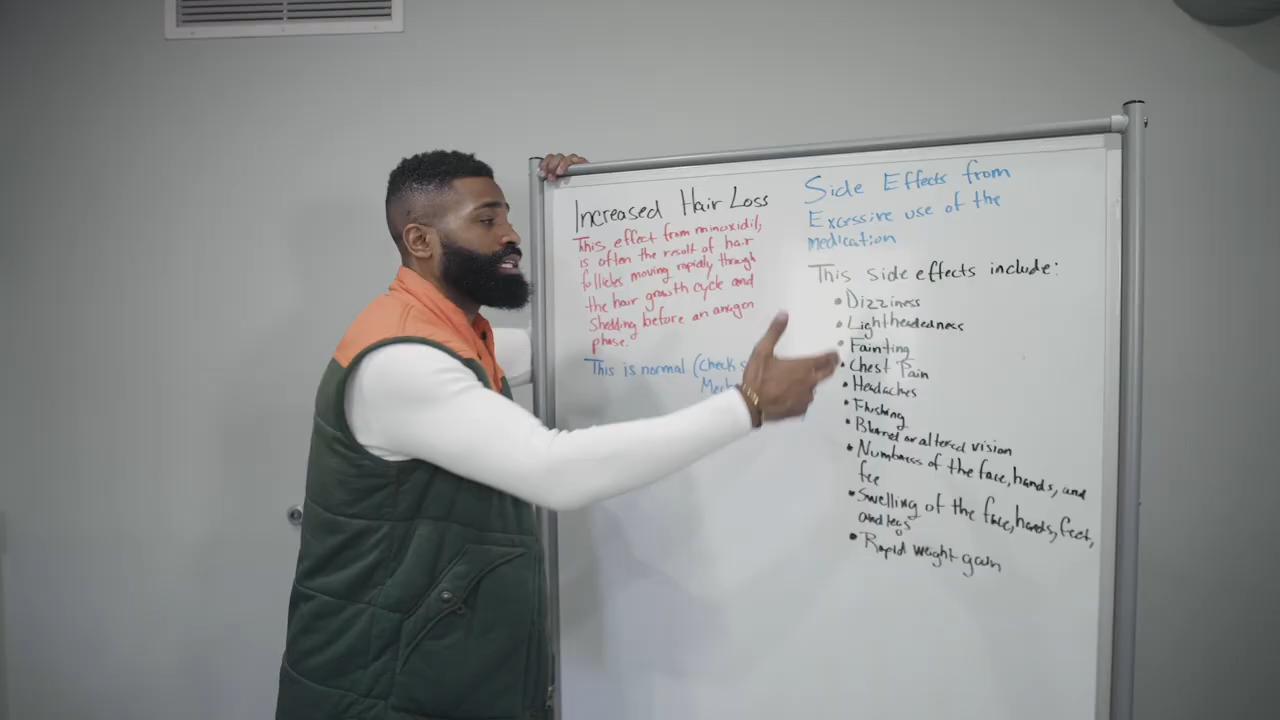 Increased Hair Loss
This effect from minoxidil,
is often the result of hair
follicles moving rapidly through
the hair growth cycle and
Shedding before an anagen
phase.
This is normal (Check
Side Effects from
Excessive use of the
medication
This side effects include:
• Dizziness
• Lightheadedness
• Fainting
• Chest Pain
• Headaches
• Flushing
• Blurred or altered vision
• Numbness of the face, hands, and
fee
• Swelling of the face, hands, feet,
and legs
• Rapid weight gain